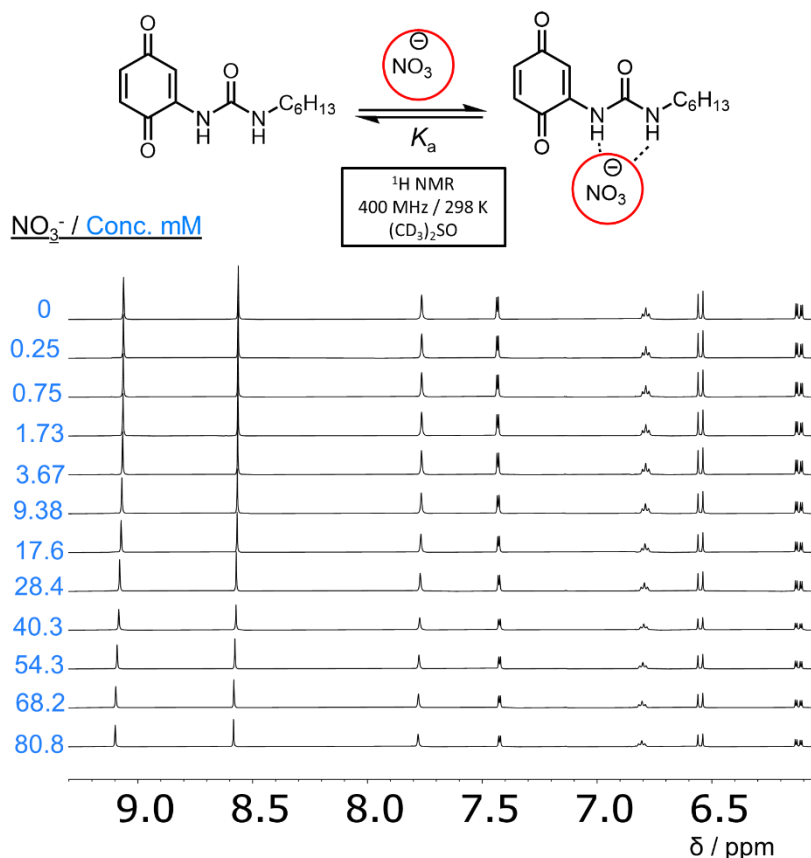 O
O
O
N
H
N
H
C6H13
⊖
NO3
Ka
O
O
O
N
H
N
H
C6H13
⊖
NO3
1H NMR
400 MHz / 298 K
(CD3)2SO
NO3- / Conc. mM
0
0.25
0.75
1.73
3.67
9.38
17.6
28.4
40.3
54.3
68.2
80.8
9.0 8.5 8.0 7.5 7.0 6.5
δ / ppm